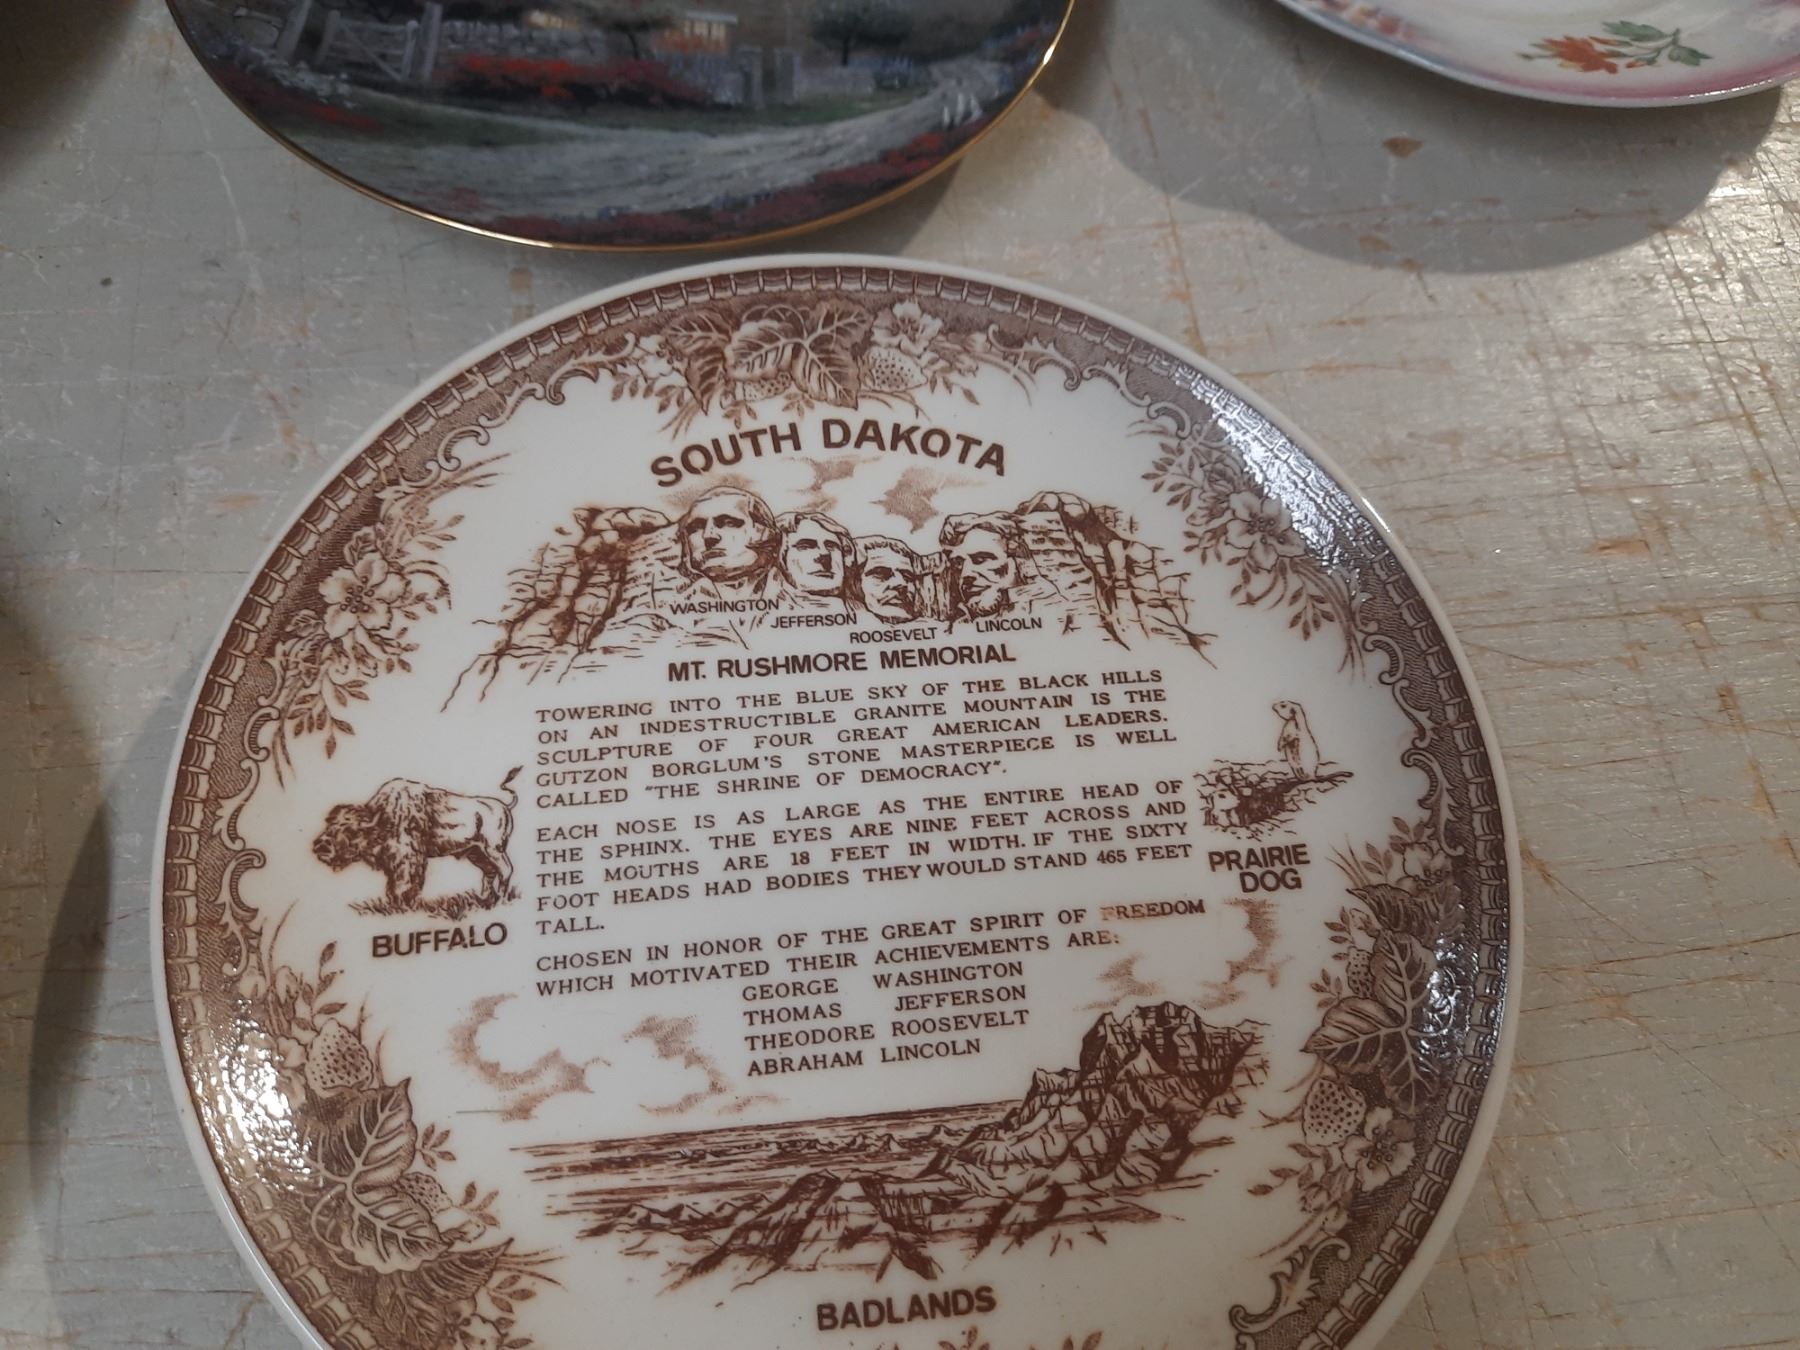 SOUTH DAKOTA
WASHINGTON
JEFFERSON
ROOSEVELT
LINCOLN
MT. RUSHMORE MEMORIAL
TOWERING INTO THE BLUE SKY OF THE BLACK HILLS
ON AN INDESTRUCTIBLE GRANITE MOUNTAIN IS THE
SCULPTURE OF FOUR GREAT AMERICAN LEADERS.
GUTZON BORGLUM'S STONE MASTERPIECE IS WELL
CALLED "THE SHRINE OF DEMOCRACY".
EACH NOSE IS AS LARGE AS THE ENTIRE HEAD OF
THE SPHINX. THE EYES ARE NINE FEET ACROSS AND
THE MOUTHS ARE 18 FEET IN WIDTH. IF THE SIXTY
FOOT HEADS HAD BODIES THEY WOULD STAND 465 FEET
TALL.
BUFFALO
PRAIRIE
DOG
CHOSEN IN HONOR OF THE GREAT SPIRIT OF FREEDOM
WHICH MOTIVATED THEIR ACHIEVEMENTS ARE:
GEORGE WASHINGTON
THOMAS JEFFERSON
THEODORE ROOSEVELT
ABRAHAM LINCOLN
BADLANDS